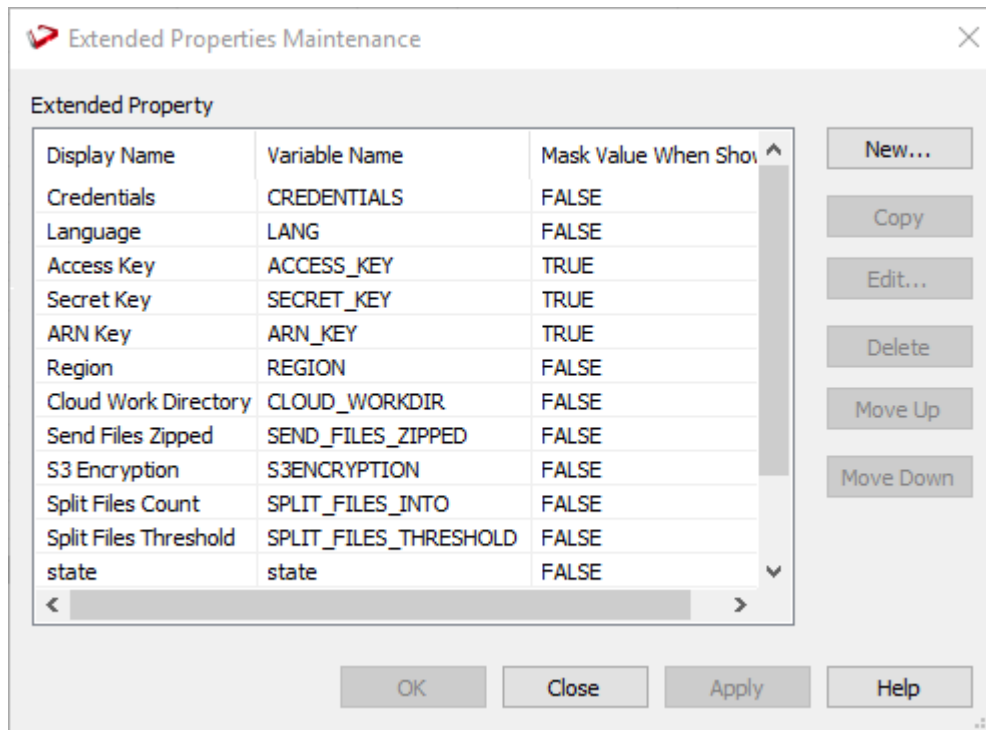 Extended Properties Maintenance
Extended Property
Display Name Variable Name Mask Value When Show
Credentials CREDENTIALS FALSE
Language LANG FALSE
Access Key ACCESS_KEY TRUE
Secret Key SECRET_KEY TRUE
ARN Key ARN_KEY TRUE
Region REGION FALSE
Cloud Work Directory CLOUD_WORKDIR FALSE
Send Files Zipped SEND_FILES_ZIPPED FALSE
S3 Encryption S3ENCRYPTION FALSE
Split Files Count SPLIT_FILES_INTO FALSE
Split Files Threshold SPLIT_FILES_THRESHOLD FALSE
state state FALSE
New...
Copy
Edit...
Delete
Move Up
Move Down
OK Close Apply Help